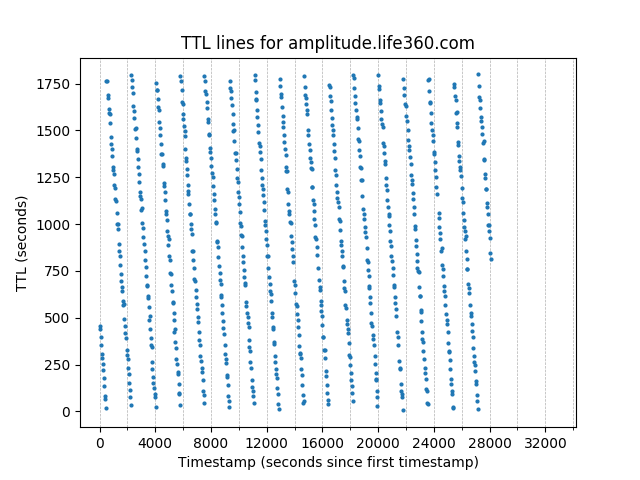 TTL lines for amplitude.life360.com
TTL (seconds)
1750
1500
1250
1000
750
500
250
0
0 4000 8000 12000 16000 20000 24000 28000 32000
Timestamp (seconds since first timestamp)